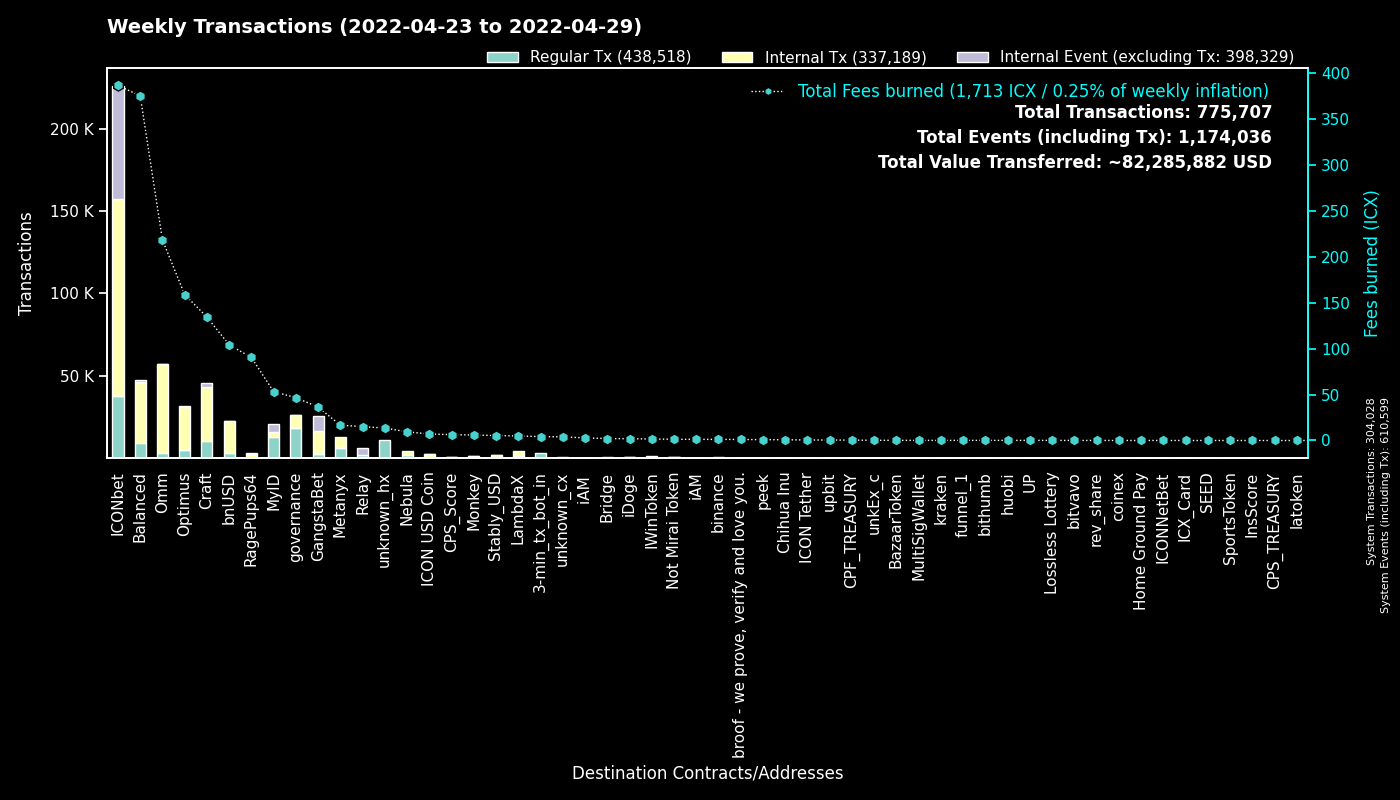 Weekly Transactions (2022-04-23 to 2022-04-29)
Regular Tx (438,518)
Internal Tx (337,189)
Internal Event (excluding Tx: 398,329)
Total Fees burned (1,713 ICX / 0.25% of weekly inflation)
Total Transactions: 775,707
Total Events (including Tx): 1,174,036
Total Value Transferred: ~82,285,882 USD
Transactions
200 K
150 K
100 K
50 K
400
350
300
250
200
150
100
50
0
Fees burned (ICX)
System Transactions: 304,028
System Events (including Tx): 610,599
ICONbet
Balanced
Omm
Optimus
Craft
bnUSD
RagePups64
MyID
governance
GangstaBet
Metanyx
Relay
unknown_hx
Nebula
ICON USD Coin
CPS_Score
Monkey
Stably_USD
LambdaX
3-min_tx_bot_in
unknown_cx
iAM
Bridge
iDoge
IWinToken
Not Mirai Token
iAM
binance
broof - we prove, verify and love you.
peek
Chihua Inu
ICON Tether
upbit
CPF_TREASURY
unkEx_c
BazaarToken
MultiSigWallet
kraken
funnel_1
bithumb
huobi
UP
Lossless Lottery
bitvavo
rev_share
coinex
Home Ground Pay
ICONNetBet
ICX_Card
SEED
SportsToken
InsScore
CPS_TREASURY
latoken
Destination Contracts/Addresses